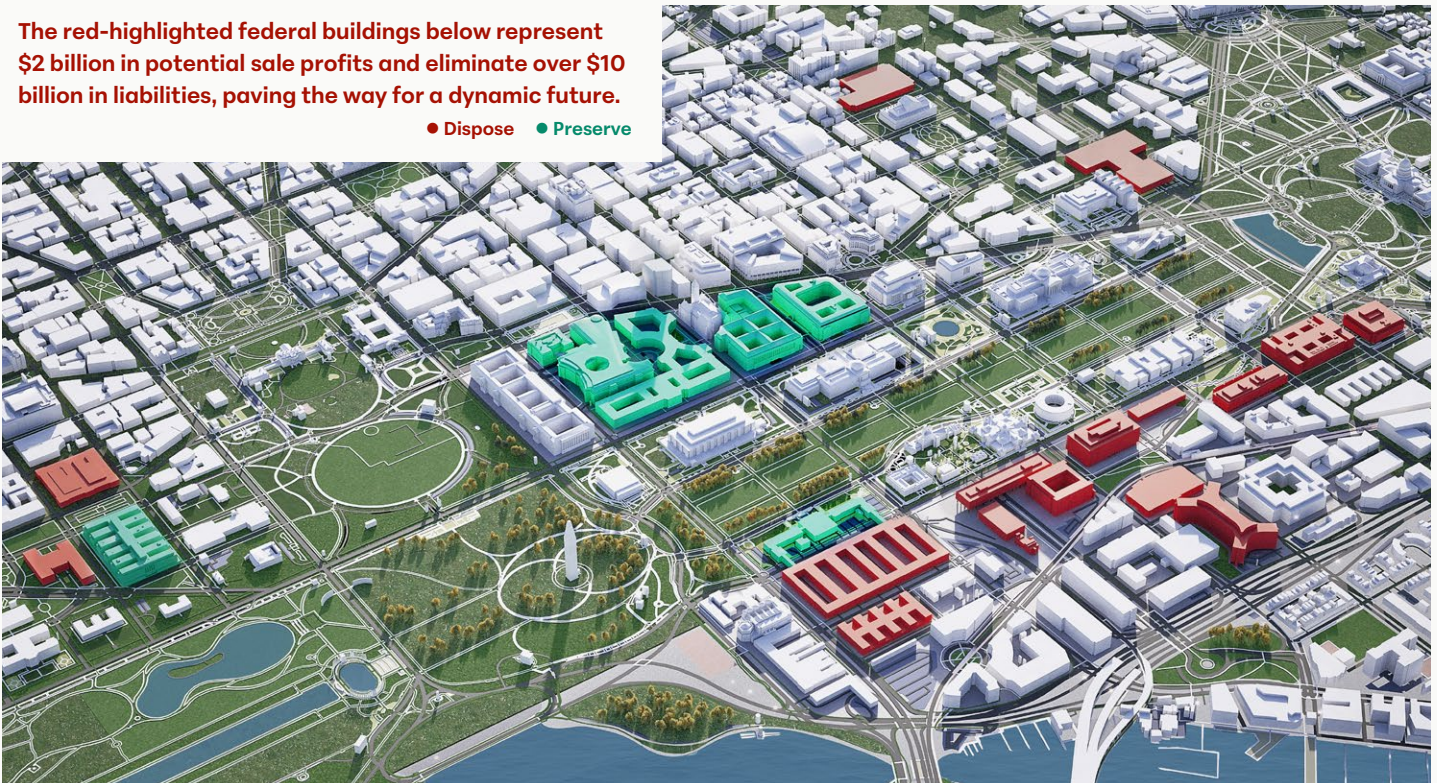 The red-highlighted federal buildings below represent
$2 billion in potential sale profits and eliminate over $10
billion in liabilities, paving the way for a dynamic future.
Dispose Preserve